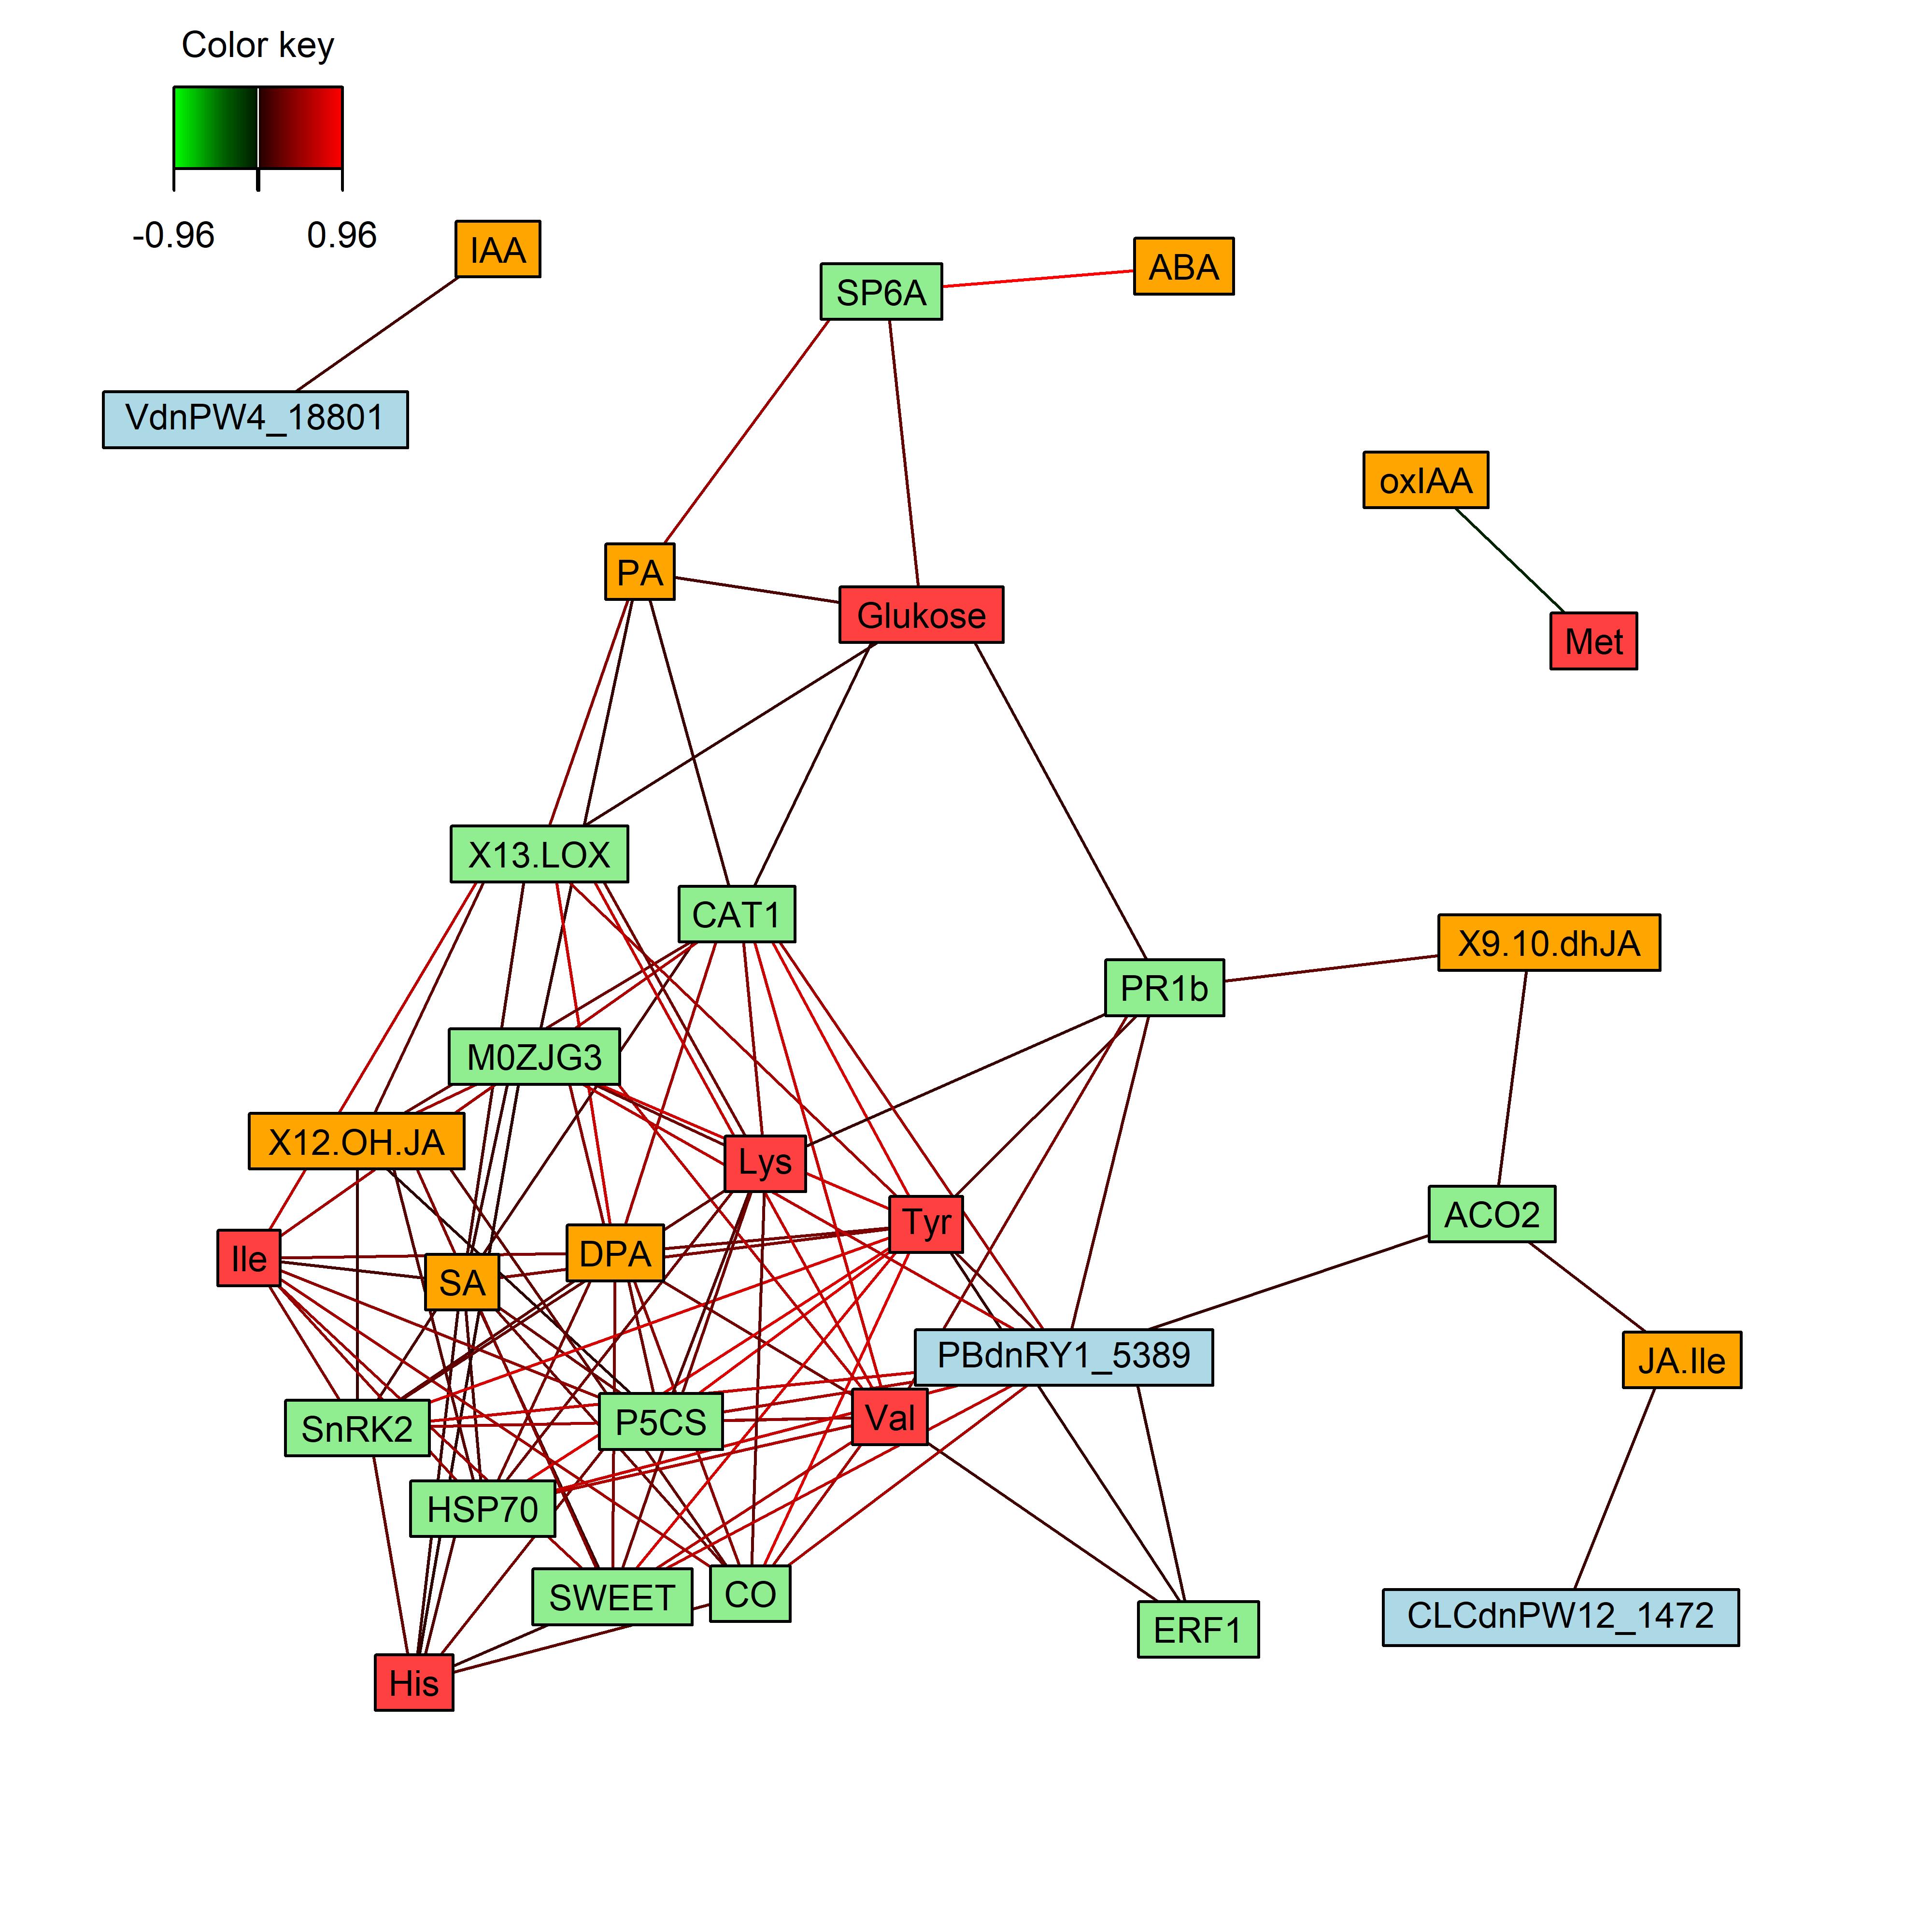 Color key
-0.96
0.96
IAA
ABA
SP6A
VdnPW4_18801
oxIAA
PA
Glukose
Met
X13.LOX
CAT1
X9.10.dhJA
PR1b
M0ZJG3
X12.OH.JA
Lys
Tyr
ACO2
Ile
DPA
SA
PBdnRY1_5389
JA.Ile
SnRK2
P5CS
Val
HSP70
SWEET
CO
ERF1
CLCdnPW12_1472
His